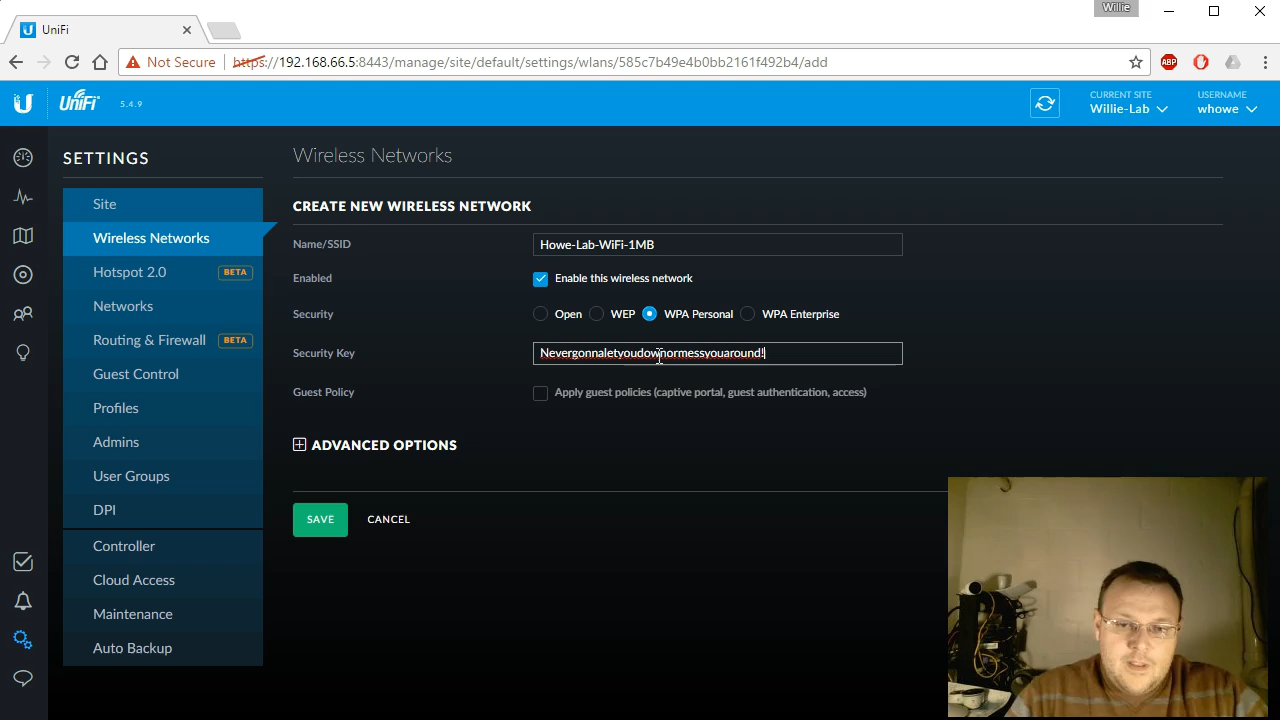 Willie
UniFi
Not Secure https://192.168.66.5:8443/manage/site/default/settings/wlans/585c7b49e4b0bb2161f492b4/add
ABP
U UniFi 5.4.9
CURRENT SITE
Willie-Lab
USERNAME
whowe
SETTINGS
Site
Wireless Networks
Hotspot 2.0 BETA
Networks
Routing & Firewall BETA
Guest Control
Profiles
Admins
User Groups
DPI
Controller
Cloud Access
Maintenance
Auto Backup
Wireless Networks
CREATE NEW WIRELESS NETWORK
Name/SSID Howe-Lab-WiFi-1MB
Enabled Enable this wireless network
Security Open WEP WPA Personal WPA Enterprise
Security Key Nevergonnaletyoudownormessyouaround!
Guest Policy Apply guest policies (captive portal, guest authentication, access)
ADVANCED OPTIONS
SAVE CANCEL